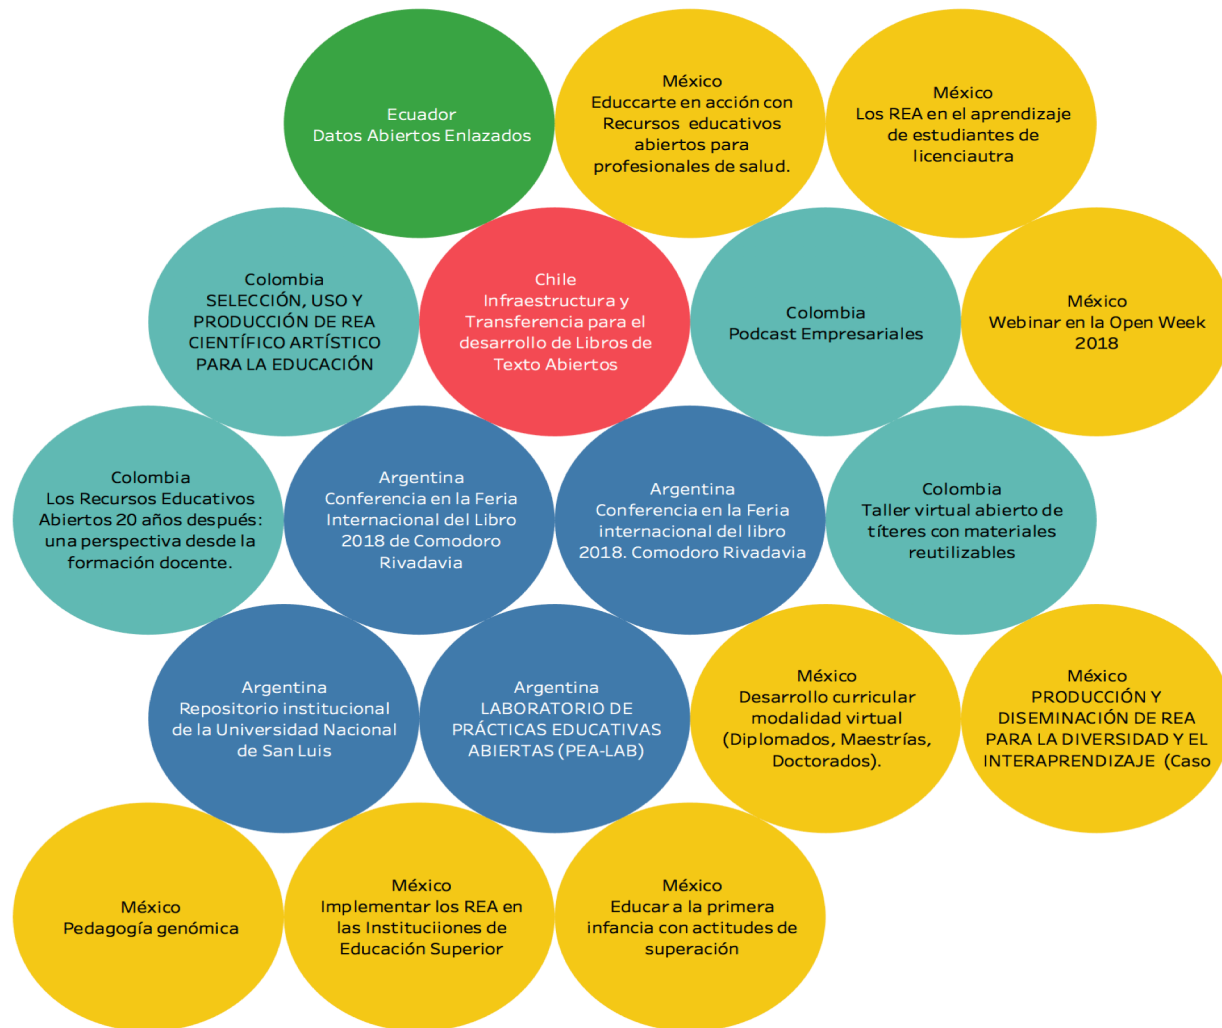 Ecuador
Datos Abiertos Enlazados
México
Educcarte en acción con
Recursos educativos
abiertos para
profesionales de salud.
México
Los REA en el aprendizaje
de estudiantes de
licenciautra
Colombia
SELECCIÓN, USO Y
PRODUCCIÓN DE REA
CIENTÍFICO ARTÍSTICO
PARA LA EDUCACIÓN
Chile
Infraestructura y
Transferencia para el
desarrollo de Libros de
Texto Abiertos
Colombia
Podcast Empresariales
México
Webinar en la Open Week
2018
Colombia
Los Recursos Educativos
Abiertos 20 años después:
una perspectiva desde la
formación docente.
Argentina
Conferencia en la Feria
Internacional del Libro
2018 de Comodoro
Rivadavia
Argentina
Conferencia en la Feria
internacional del libro
2018. Comodoro Rivadavia
Colombia
Taller virtual abierto de
títeres con materiales
reutilizables
Argentina
Repositorio institucional
de la Universidad Nacional
de San Luis
Argentina
LABORATORIO DE
PRÁCTICAS EDUCATIVAS
ABIERTAS (PEA-LAB)
México
Desarrollo curricular
modalidad virtual
(Diplomados, Maestrías,
Doctorados).
México
PRODUCCIÓN Y
DISEMINACIÓN DE REA
PARA LA DIVERSIDAD Y EL
INTERAPRENDIZAJE (Caso
México
Pedagogía genómica
México
Implementar los REA en
las Instituciiones de
Educación Superior
México
Educar a la primera
infancia con actitudes de
superación